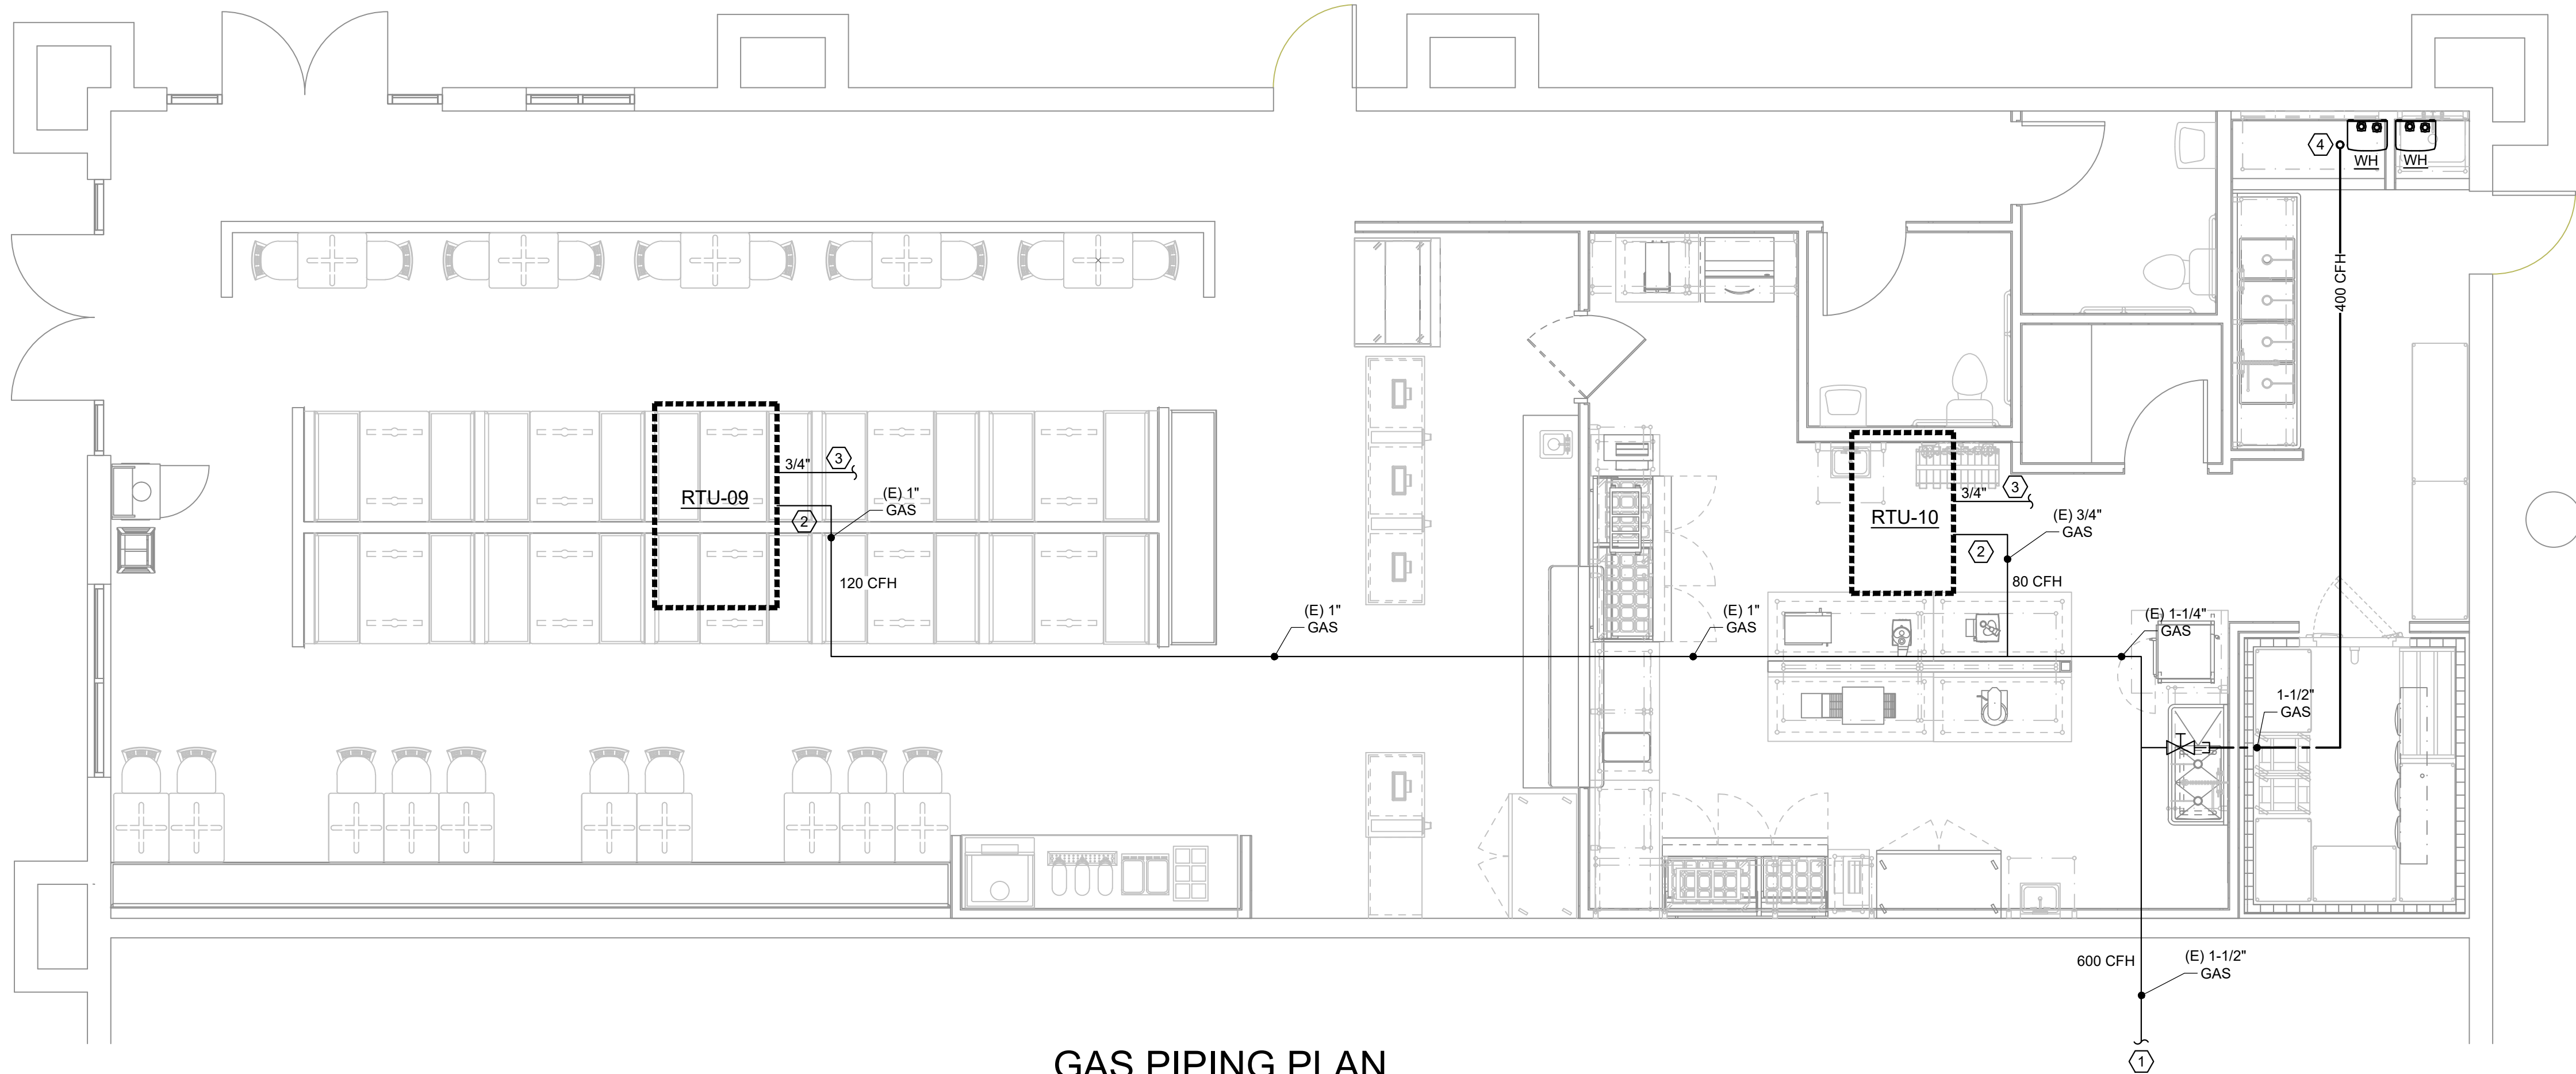 4
WH
WH
400 CFH
3/4"
3
RTU-09
(E) 1"
GAS
2
120 CFH
3/4"
3
RTU-10
(E) 3/4"
GAS
2
80 CFH
(E) 1"
GAS
(E) 1"
GAS
(E) 1-1/4"
GAS
1-1/2"
GAS
600 CFH
(E) 1-1/2"
GAS
1
GAS PIPING PLAN